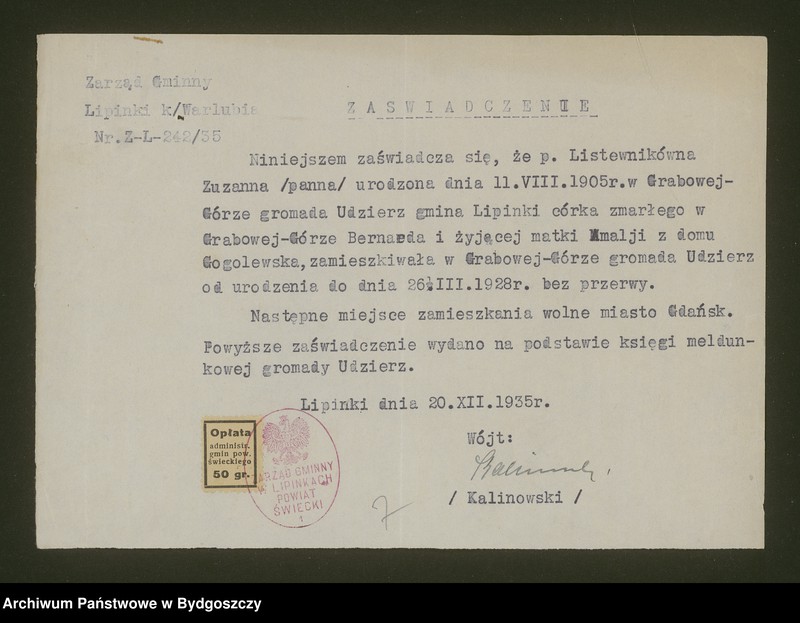 Zarząd Gminny
Lipinki k/Warlubia
Nr.Z-L-242/35
ZASWIADCZENIE
Niniejszem zaświadcza się, że p. Listewnikówna
Zuzanna /panna/ urodzona dnia 11.VIII.1905r.w Grabowej-
Górze gromada Udzierz gmina Lipinki córka zmarłego w
Grabowej-Górze Bernarda i żyjącej matki Amalji z domu
Gogolewska,zamieszkiwała w Grabowej-Górze gromada Udzierz
od urodzenia do dnia 26.III.1928r. bez przerwy.
Następne miejsce zamieszkania wolne miasto Gdańsk.
Powyższe zaświadczenie wydano na podstawie księgi meldun-
kowej gromady Udzierz.
Lipinki dnia 20.XII.1935r.
Wójt:
/ Kalinowski /
Opłata
administr.
gmin pow.
świeckiego
50 gr.
ZARZĄD GMINNY
W LIPINKACH
POWIAT
ŚWIECKI
7
Archiwum Państwowe w Bydgoszczy